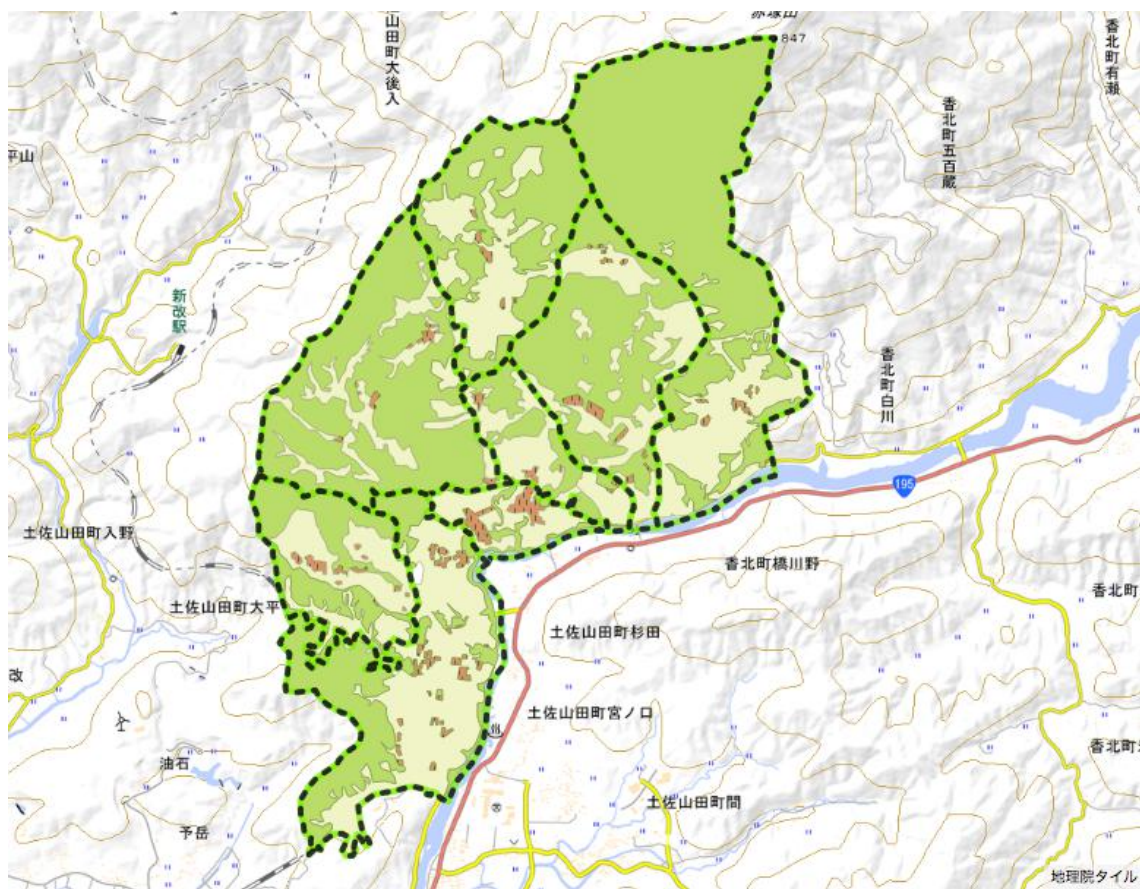 847
山田町大後入
香北町有瀬
香北町五百蔵
平山
新改駅
香北町白川
195
土佐山田町入野
香北町橋川野
香北町
土佐山田町大平
土佐山田町杉田
改
土佐山田町宮ノ口
油石
土佐山田町間
予岳
地理院タイル